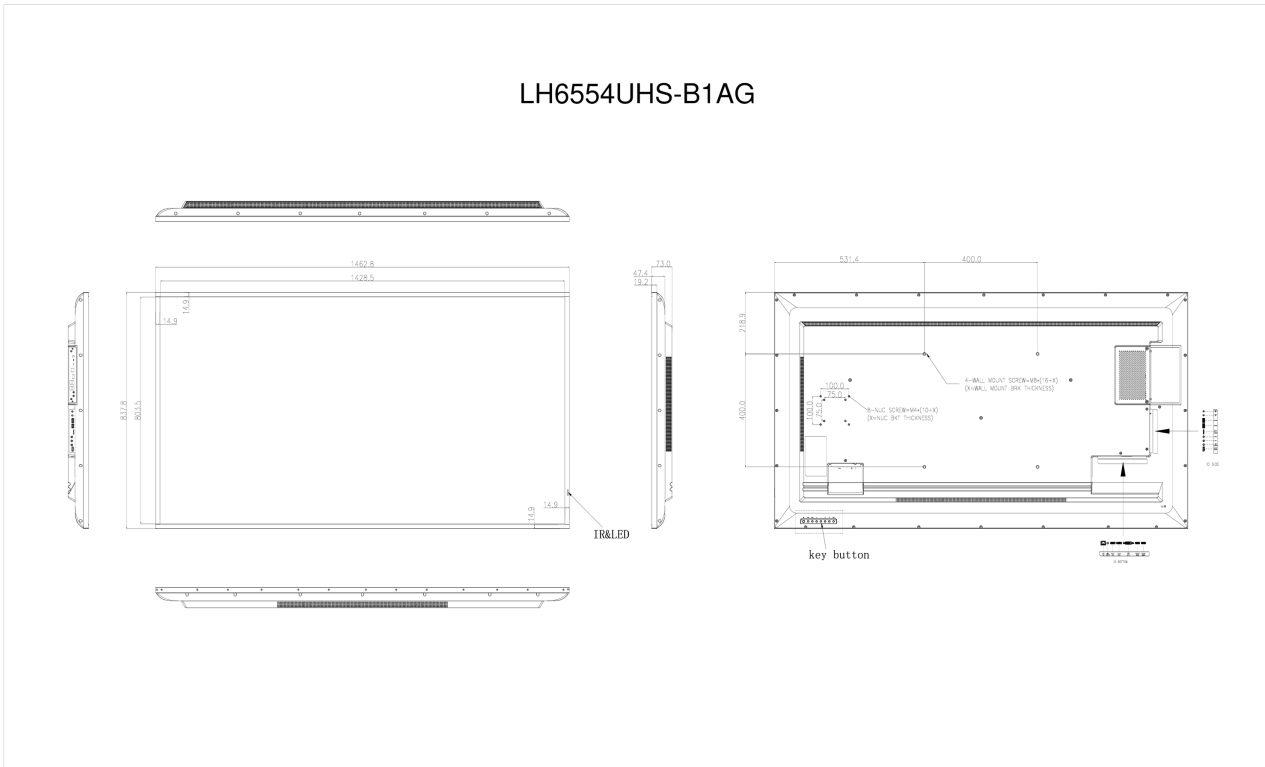 LH6554UHS-B1AG
1462.8
1428.5
14.9
14.9
837.8
803.5
14.9
14.9
IR&LED
73.0
47.4
19.2
531.4
400.0
218.9
400.0
4-WALL MOUNT SCREW=M8*(16+X)
(X=WALL MOUNT BRK THICKNESS)
100.0
75.0
100.0
75.0
8-NUC SCREW=M4*(10+X)
(X=NUC BKT THICKNESS)
key button